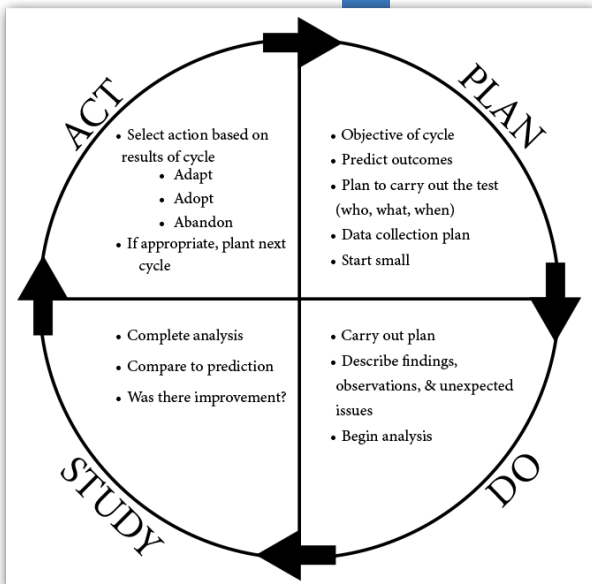 ACT
• Select action based on
results of cycle
• Adapt
• Adopt
• Abandon
• If appropriate, plant next
cycle
PLAN
• Objective of cycle
• Predict outcomes
• Plan to carry out the test
(who, what, when)
• Data collection plan
• Start small
STUDY
• Complete analysis
• Compare to prediction
• Was there improvement?
DO
• Carry out plan
• Describe findings,
observations, & unexpected
issues
• Begin analysis